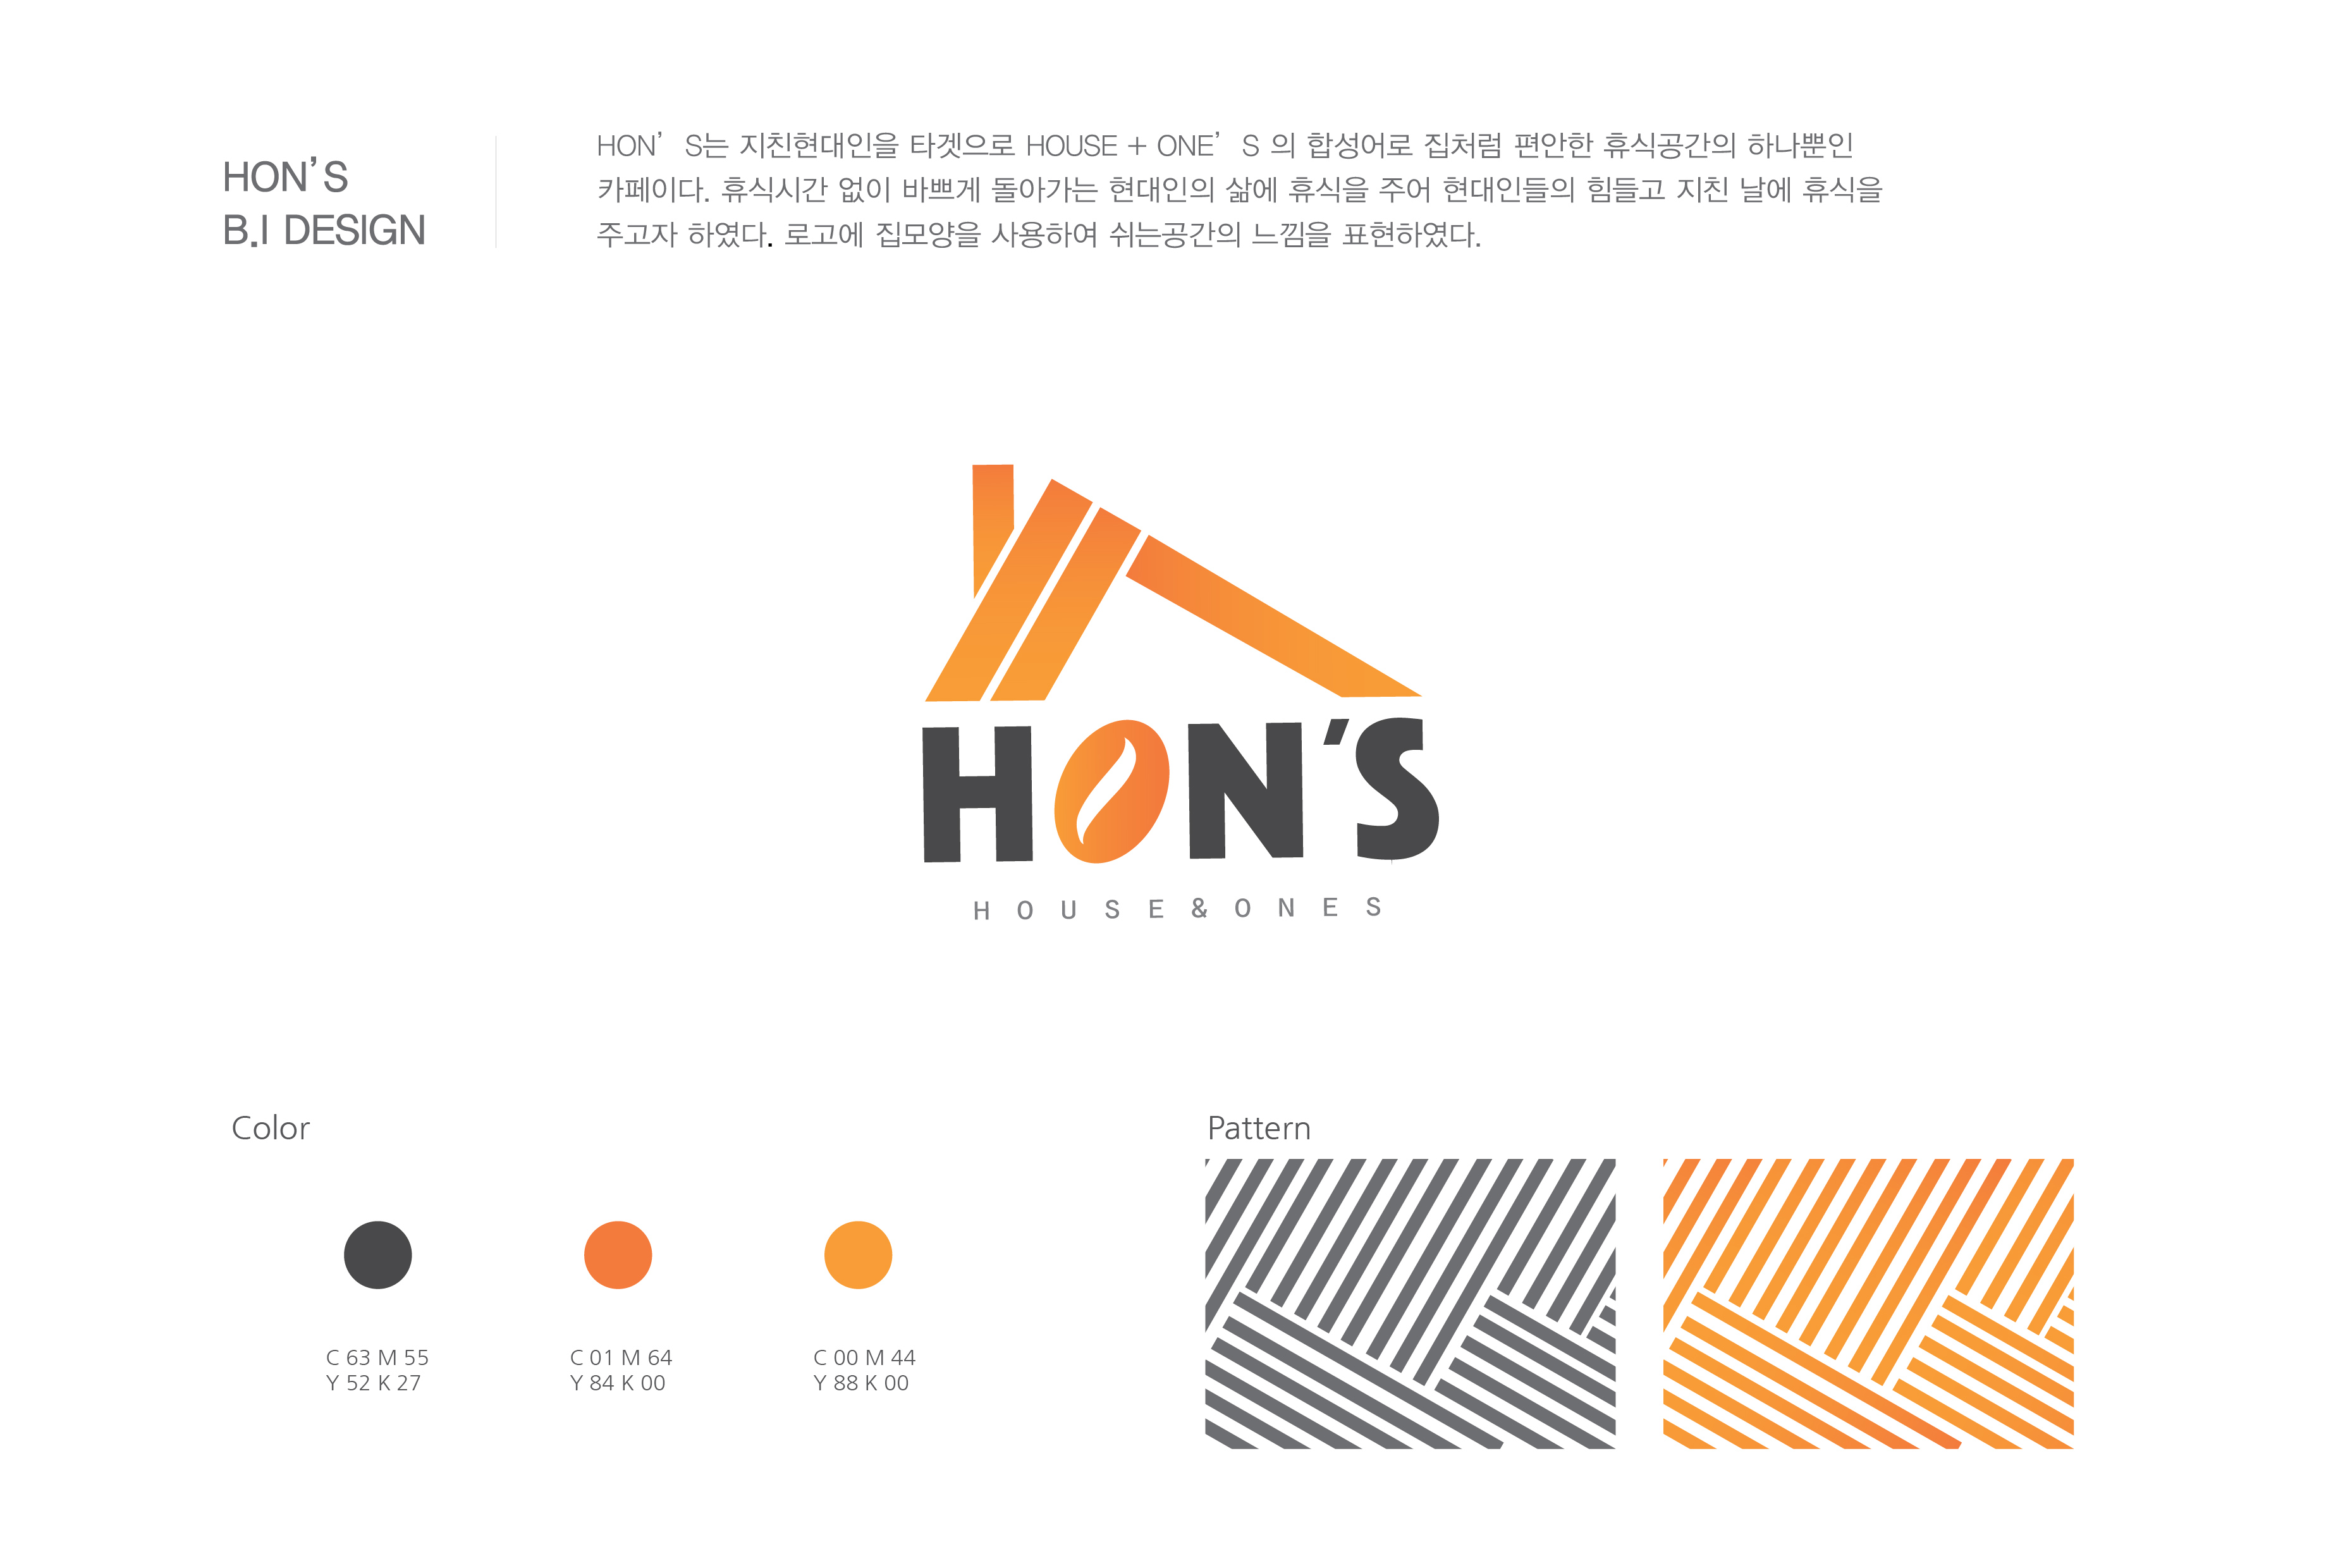 HON’S
B.I DESIGN
HON’ S는 지친현대인을 타겟으로 HOUSE + ONE’ S 의 합성어로 집처럼 편안한 휴식공간의 하나뿐인
카페이다. 휴식시간 없이 바쁘게 돌아가는 현대인의 삶에 휴식을 주어 현대인들의 힘들고 지친 날에 휴식을
주고자 하였다. 로고에 집모양을 사용하여 쉬는공간의 느낌을 표현하였다.
HON'S
HOUSE&ONES
Color
C 63 M 55
Y 52 K 27
C 01 M 64
Y 84 K 00
C 00 M 44
Y 88 K 00
Pattern